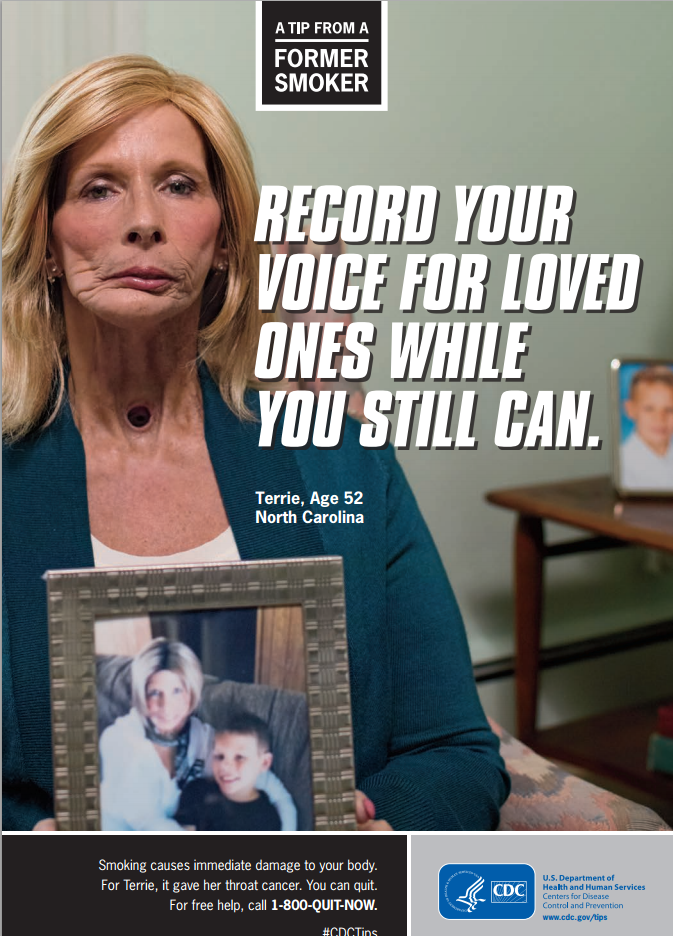 A TIP FROM A
FORMER
SMOKER
RECORD YOUR
VOICE FOR LOVED
ONES WHILE
YOU STILL CAN.
Terrie, Age 52
North Carolina
Smoking causes immediate damage to your body.
For Terrie, it gave her throat cancer. You can quit.
For free help, call 1-800-QUIT-NOW.
#CDCTips
CDC
U.S. Department of
Health and Human Services
Centers for Disease
Control and Prevention
www.cdc.gov/tips